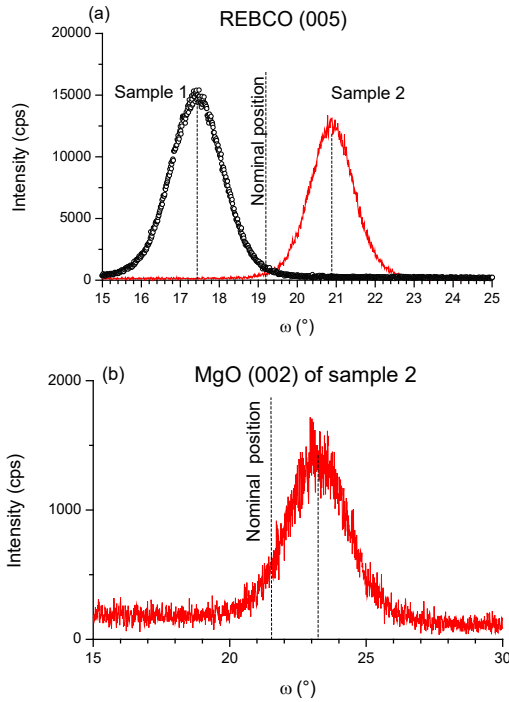 (a)
REBCO (005)
20000
15000
10000
5000
0
Intensity (cps)
Sample 1
Nominal position
Sample 2
15 16 17 18 19 20 21 22 23 24 25
ω (°)
(b)
MgO (002) of sample 2
2000
1000
0
Intensity (cps)
Nominal position
15 20 25 30
ω (°)